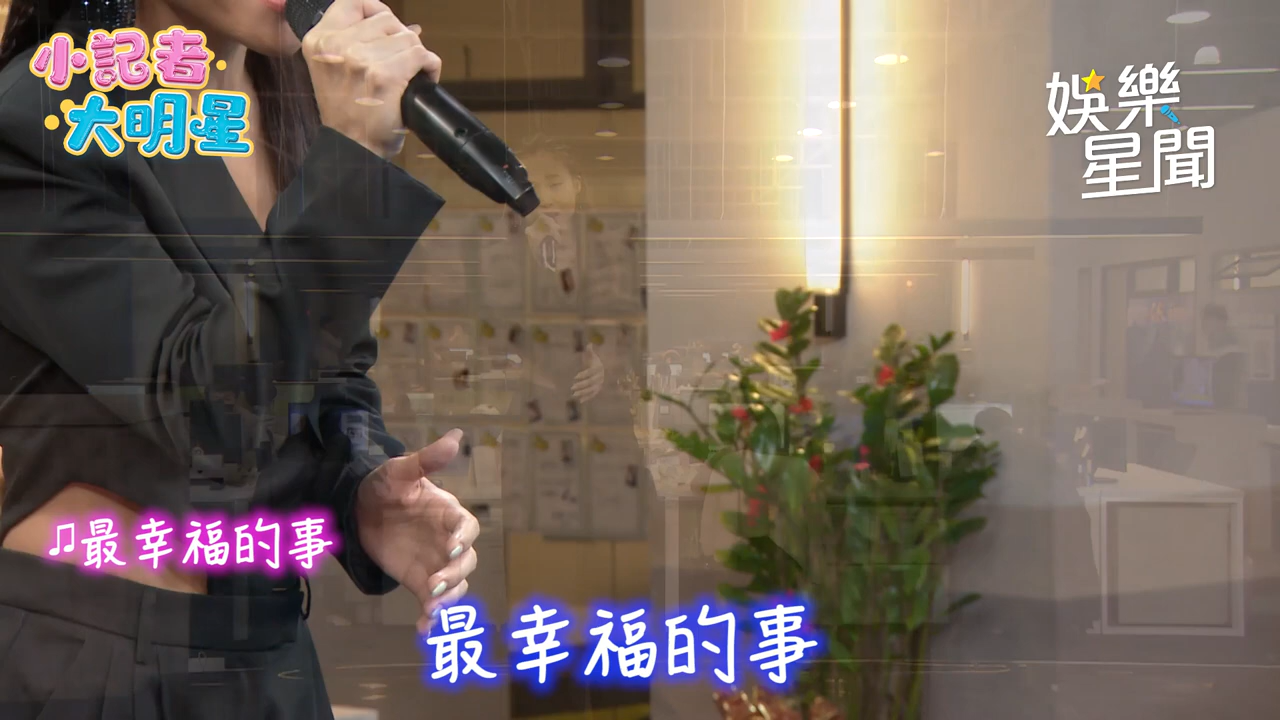 小記者
大明星
娛樂
星聞
♫最幸福的事
最幸福的事